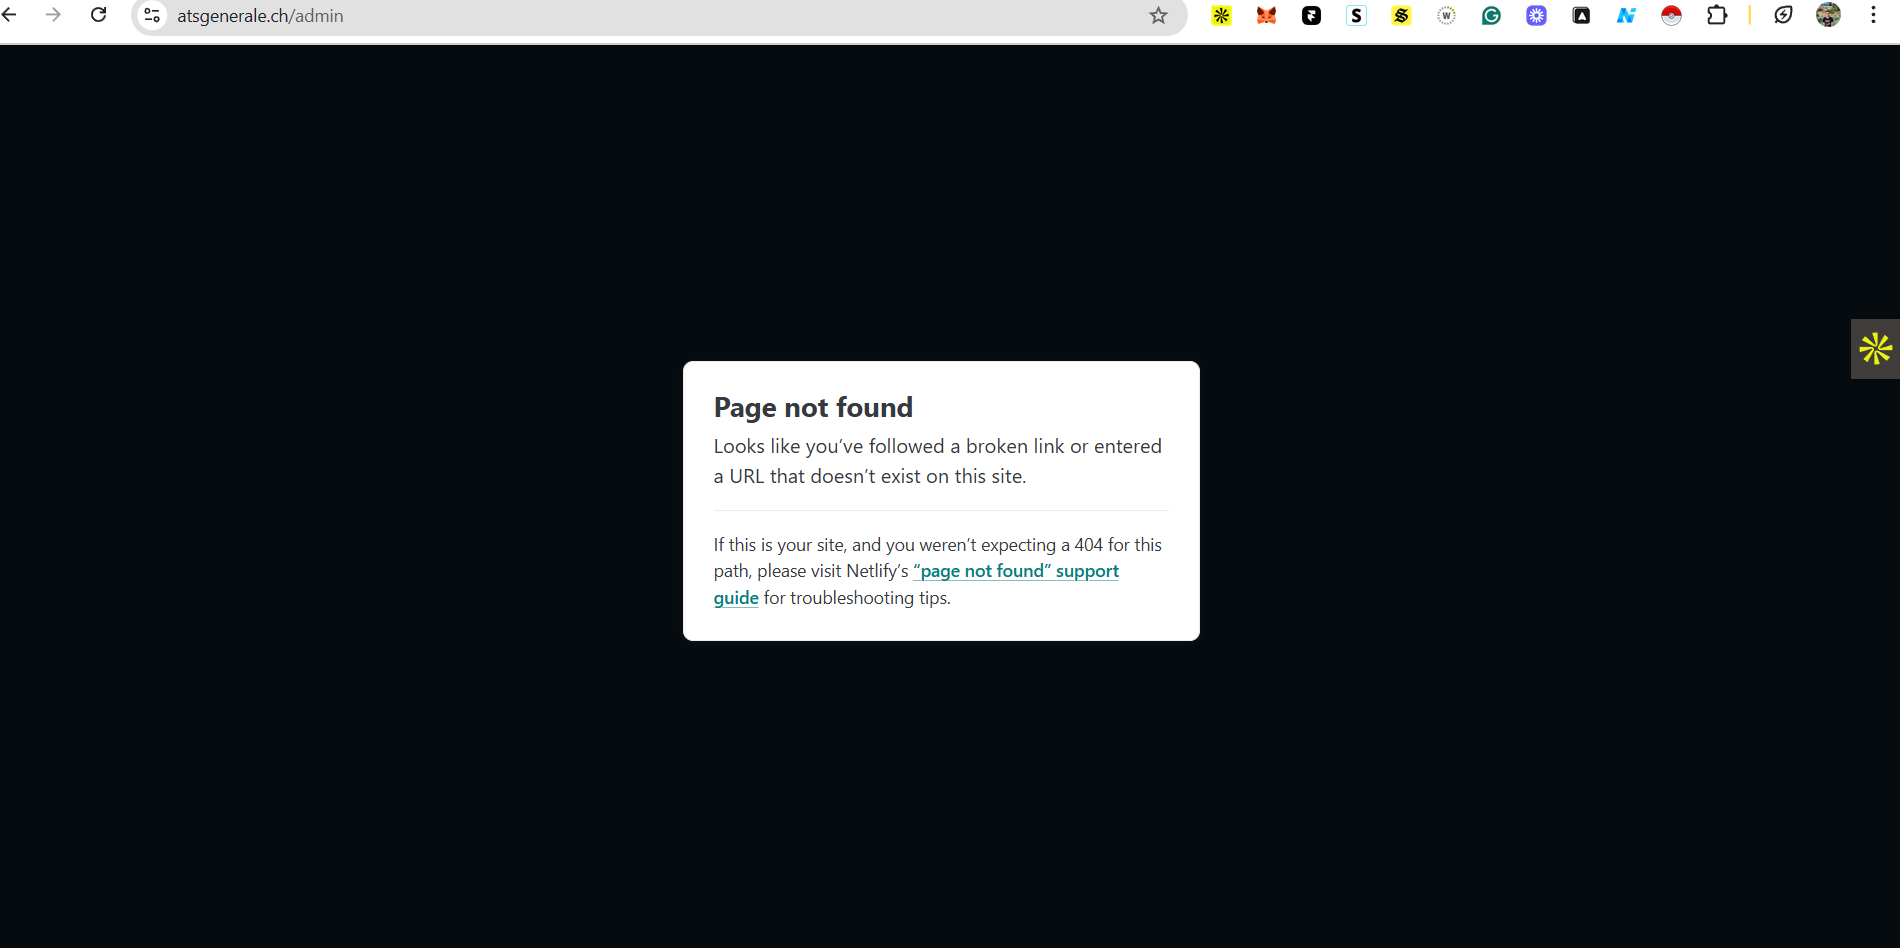 atsgenerale.ch/admin
Page not found
Looks like you’ve followed a broken link or entered
a URL that doesn’t exist on this site.
If this is your site, and you weren’t expecting a 404 for this
path, please visit Netlify’s “page not found” support
guide for troubleshooting tips.